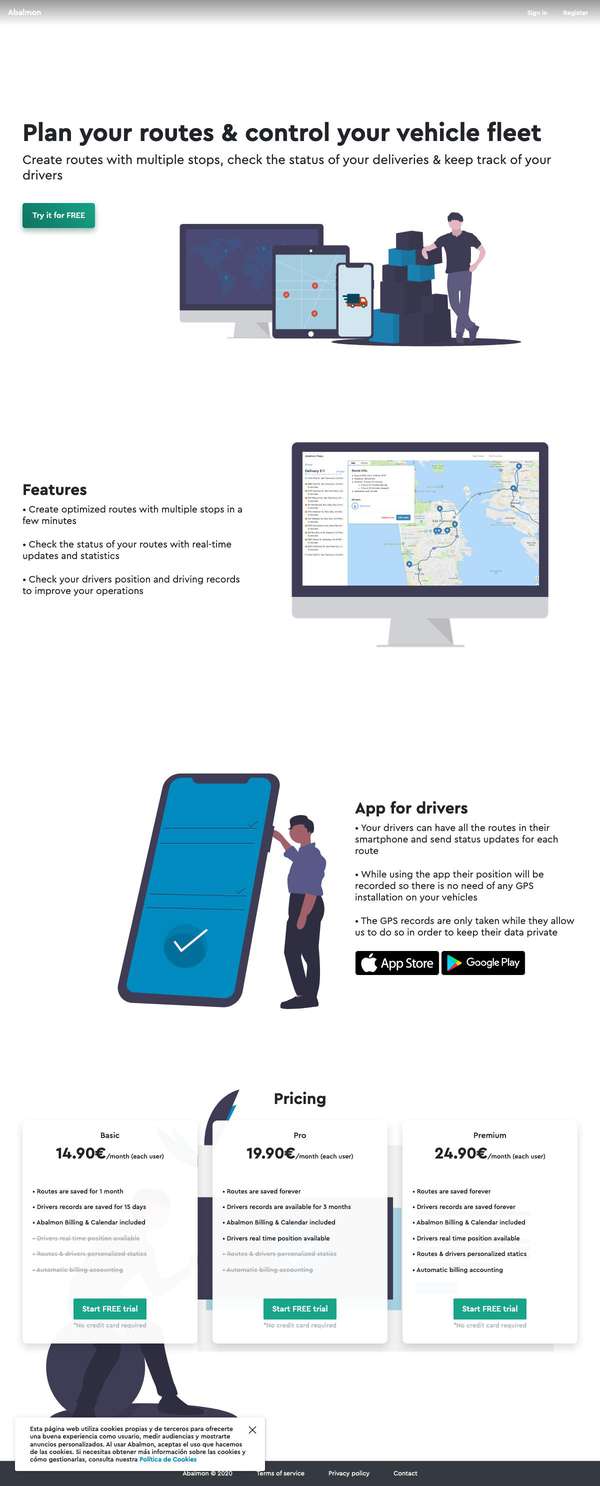 Abalmon
Sign in
Register
Plan your routes & control your vehicle fleet
Create routes with multiple stops, check the status of your deliveries & keep track of your
drivers
Try it for FREE
Features
• Create optimized routes with multiple stops in a
few minutes
• Check the status of your routes with real-time
updates and statistics
• Check your drivers position and driving records
to improve your operations
App for drivers
• Your drivers can have all the routes in their
smartphone and send status updates for each
route
• While using the app their position will be
recorded so there is no need of any GPS
installation on your vehicles
• The GPS records are only taken while they allow
us to do so in order to keep their data private
App Store
Google Play
Pricing
Basic
14.90€/month (each user)
• Routes are saved for 1 month
• Drivers records are saved for 15 days
• Abalmon Billing & Calendar included
• Drivers real time position available
• Routes & drivers personalized statics
• Automatic billing accounting
Start FREE trial
*No credit card required
Pro
19.90€/month (each user)
• Routes are saved forever
• Drivers records are available for 3 months
• Abalmon Billing & Calendar included
• Drivers real time position available
• Routes & drivers personalized statics
• Automatic billing accounting
Start FREE trial
*No credit card required
Premium
24.90€/month (each user)
• Routes are saved forever
• Drivers records are saved forever
• Abalmon Billing & Calendar included
• Drivers real time position available
• Routes & drivers personalized statics
• Automatic billing accounting
Start FREE trial
*No credit card required
Esta página web utiliza cookies propias y de terceros para ofrecerte
una buena experiencia como usuario, medir audiencias y mostrarte
anuncios personalizados. Al usar Abalmon, aceptas el uso que hacemos
de las cookies. Si necesitas obtener más información sobre las cookies y
cómo gestionarlas, consulta nuestra Política de Cookies
Abalmon © 2020
Terms of service
Privacy policy
Contact